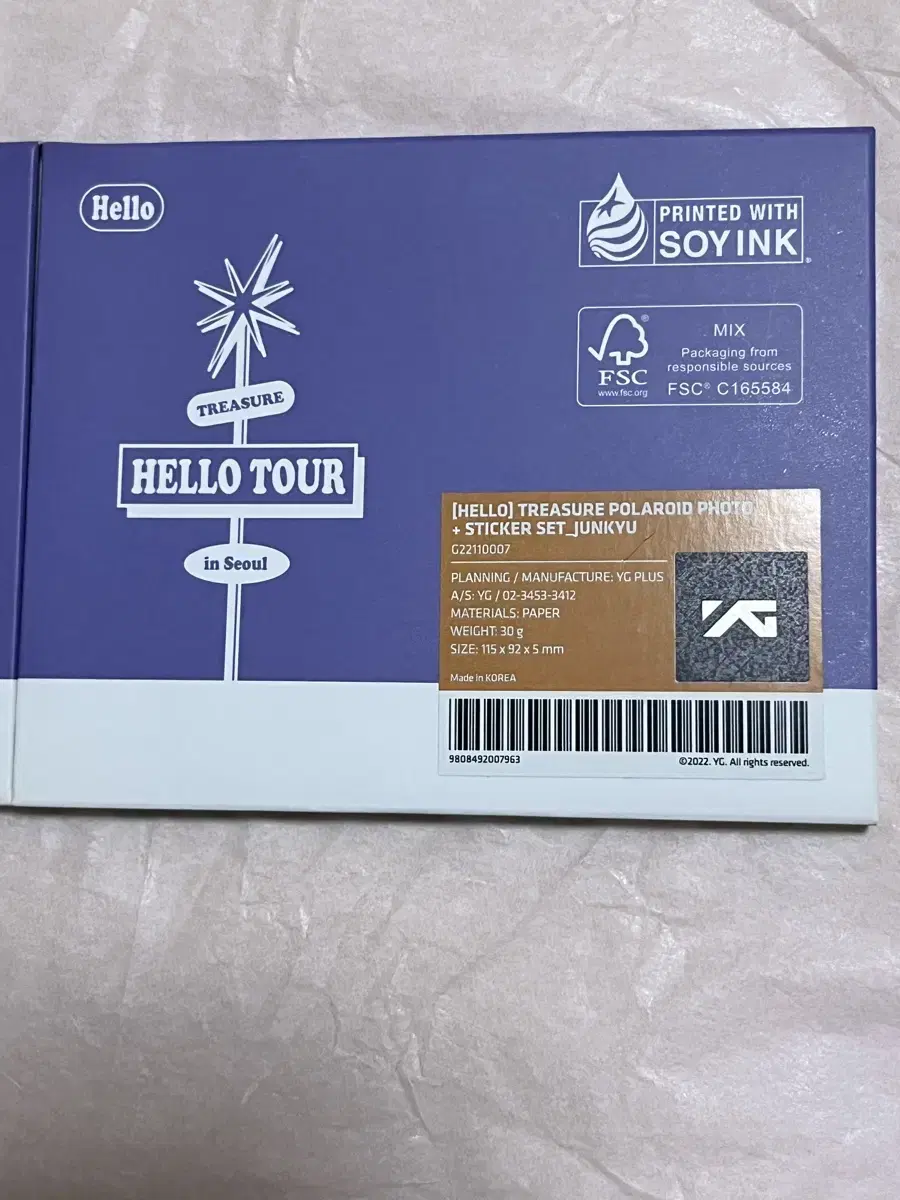 Hello
TREASURE
HELLO TOUR
in Seoul
PRINTED WITH
SOY INK
FSC®
www.fsc.org
MIX
Packaging from
responsible sources
FSC® C165584
[HELLO] TREASURE POLAROID PHOTO
+ STICKER SET_JUNKYU
G22110007
PLANNING / MANUFACTURE: YG PLUS
A/S: YG / 02-3453-3412
MATERIALS: PAPER
WEIGHT: 30 g
SIZE: 115 x 92 x 5 mm
Made in KOREA
YG
9808492007963
©2022. YG. All rights reserved.